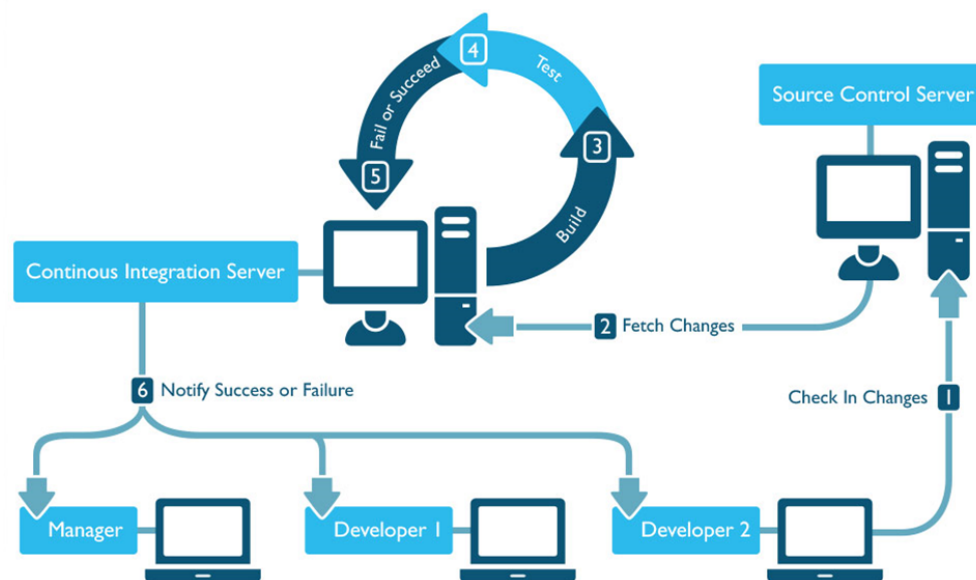 4
Test
Fail or Succeed
3
5
Build
Source Control Server
Continous Integration Server
2 Fetch Changes
6 Notify Success or Failure
Check In Changes 1
Manager
Developer 1
Developer 2